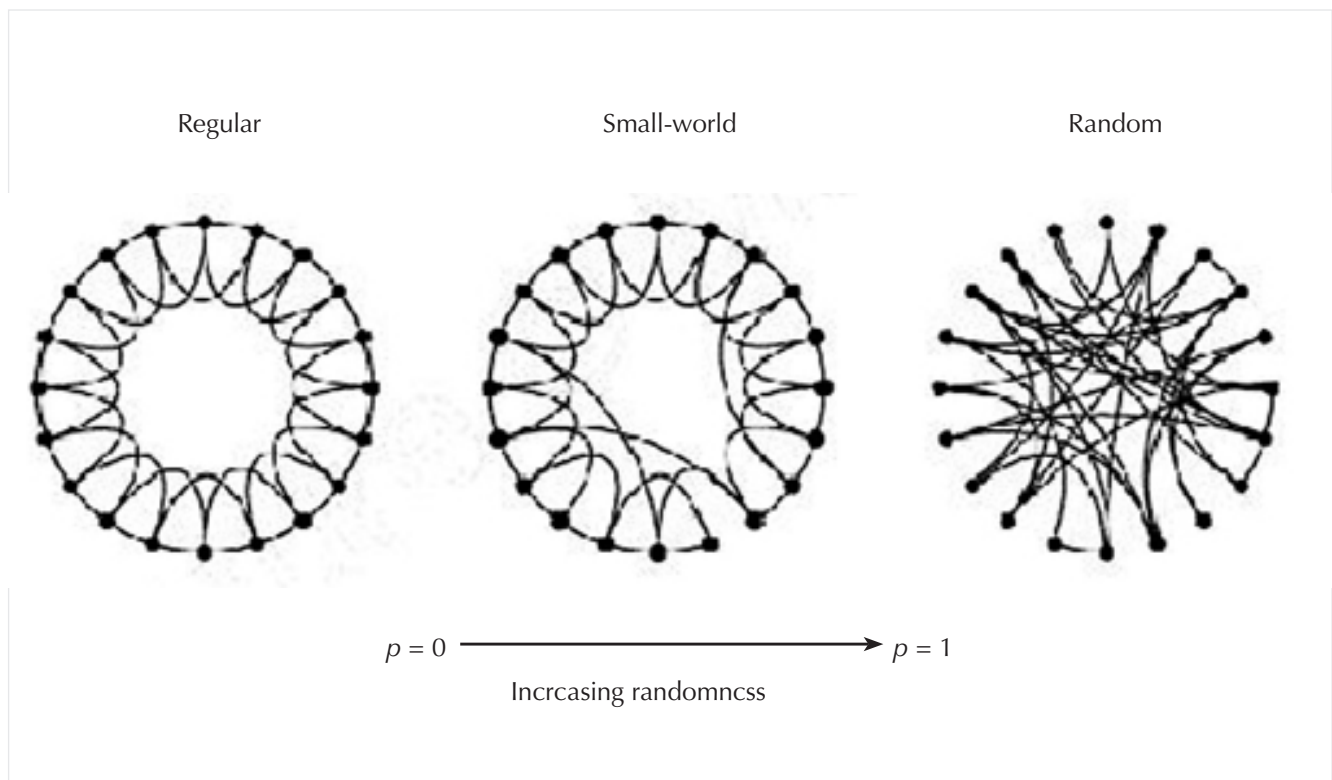 Regular Small-world Random
p = 0 p = 1
Incrcasing randomncss